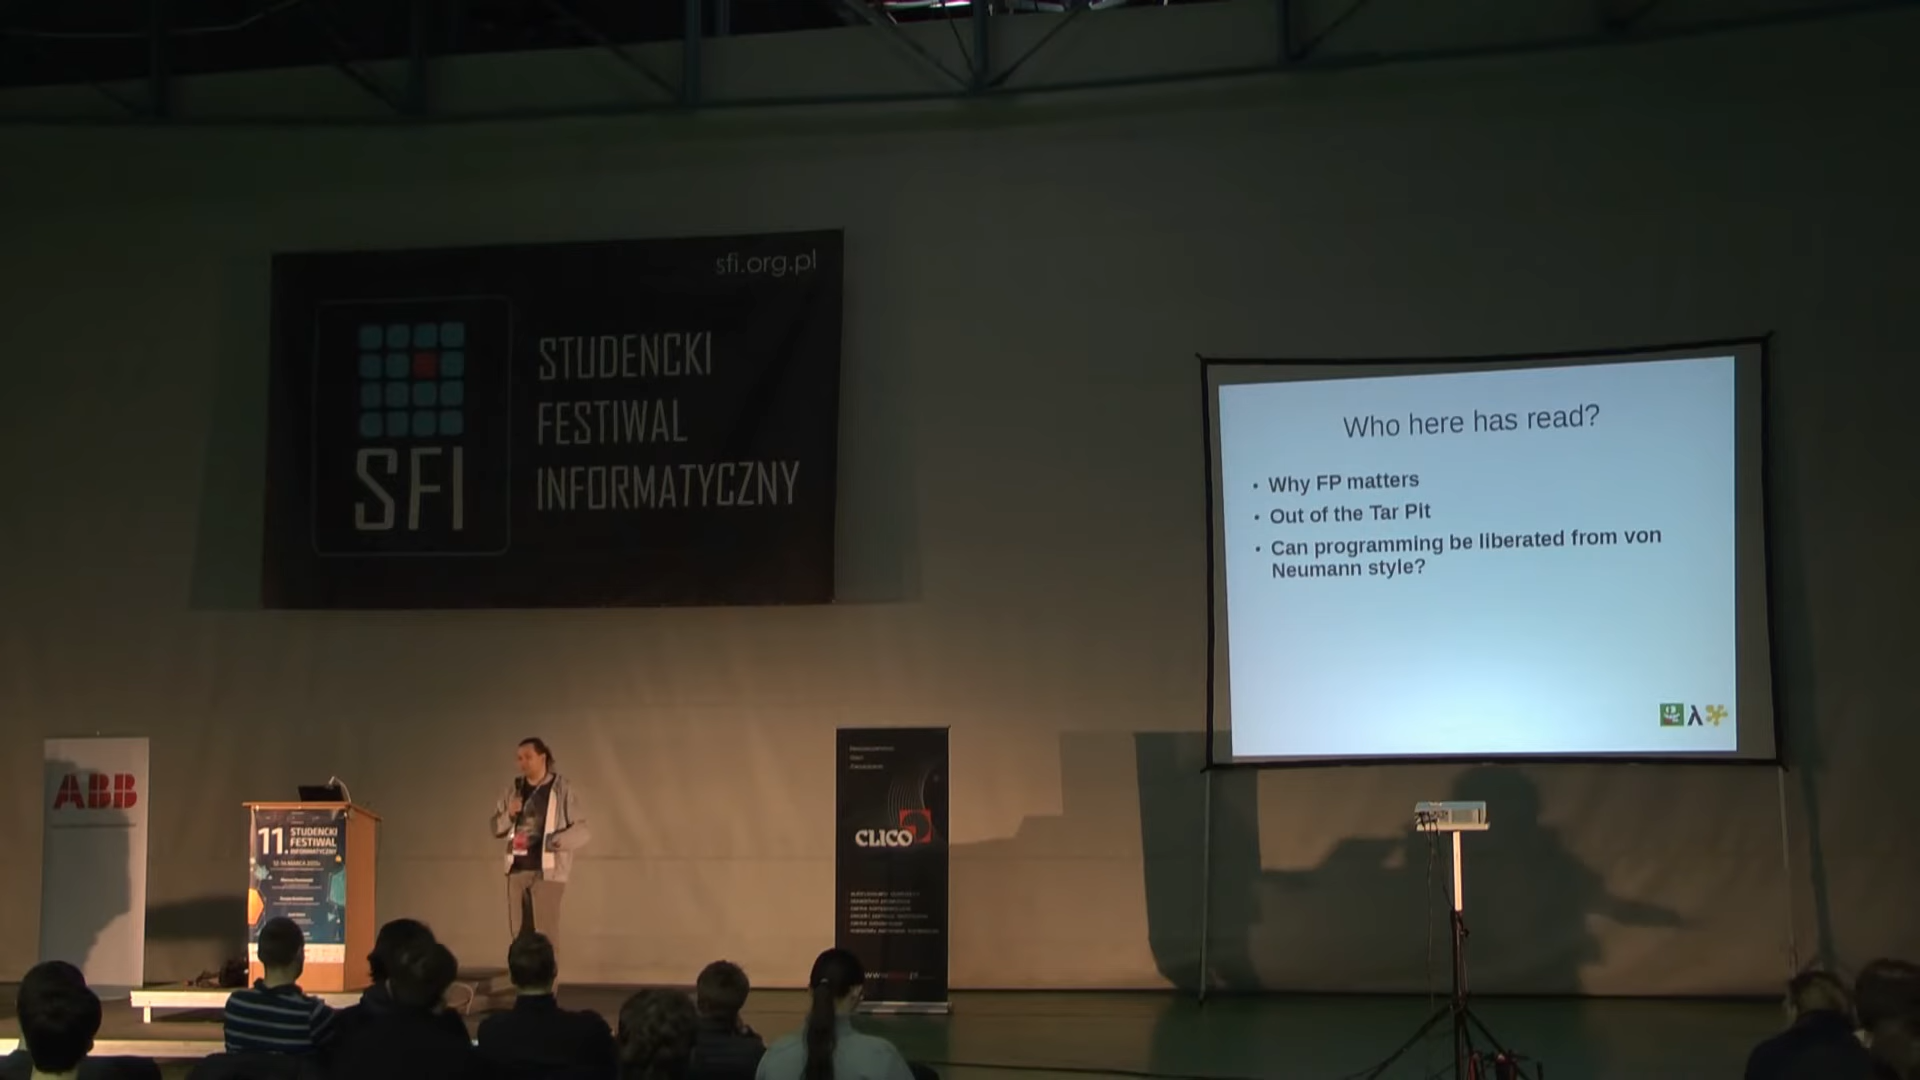 sfi.org.pl
STUDENCKI
FESTIWAL
INFORMATYCZNY
SFI
Who here has read?
• Why FP matters
• Out of the Tar Pit
• Can programming be liberated from von
Neumann style?
λ
ABB
11.
STUDENCKI
FESTIWAL
INFORMATYCZNY
CLICO